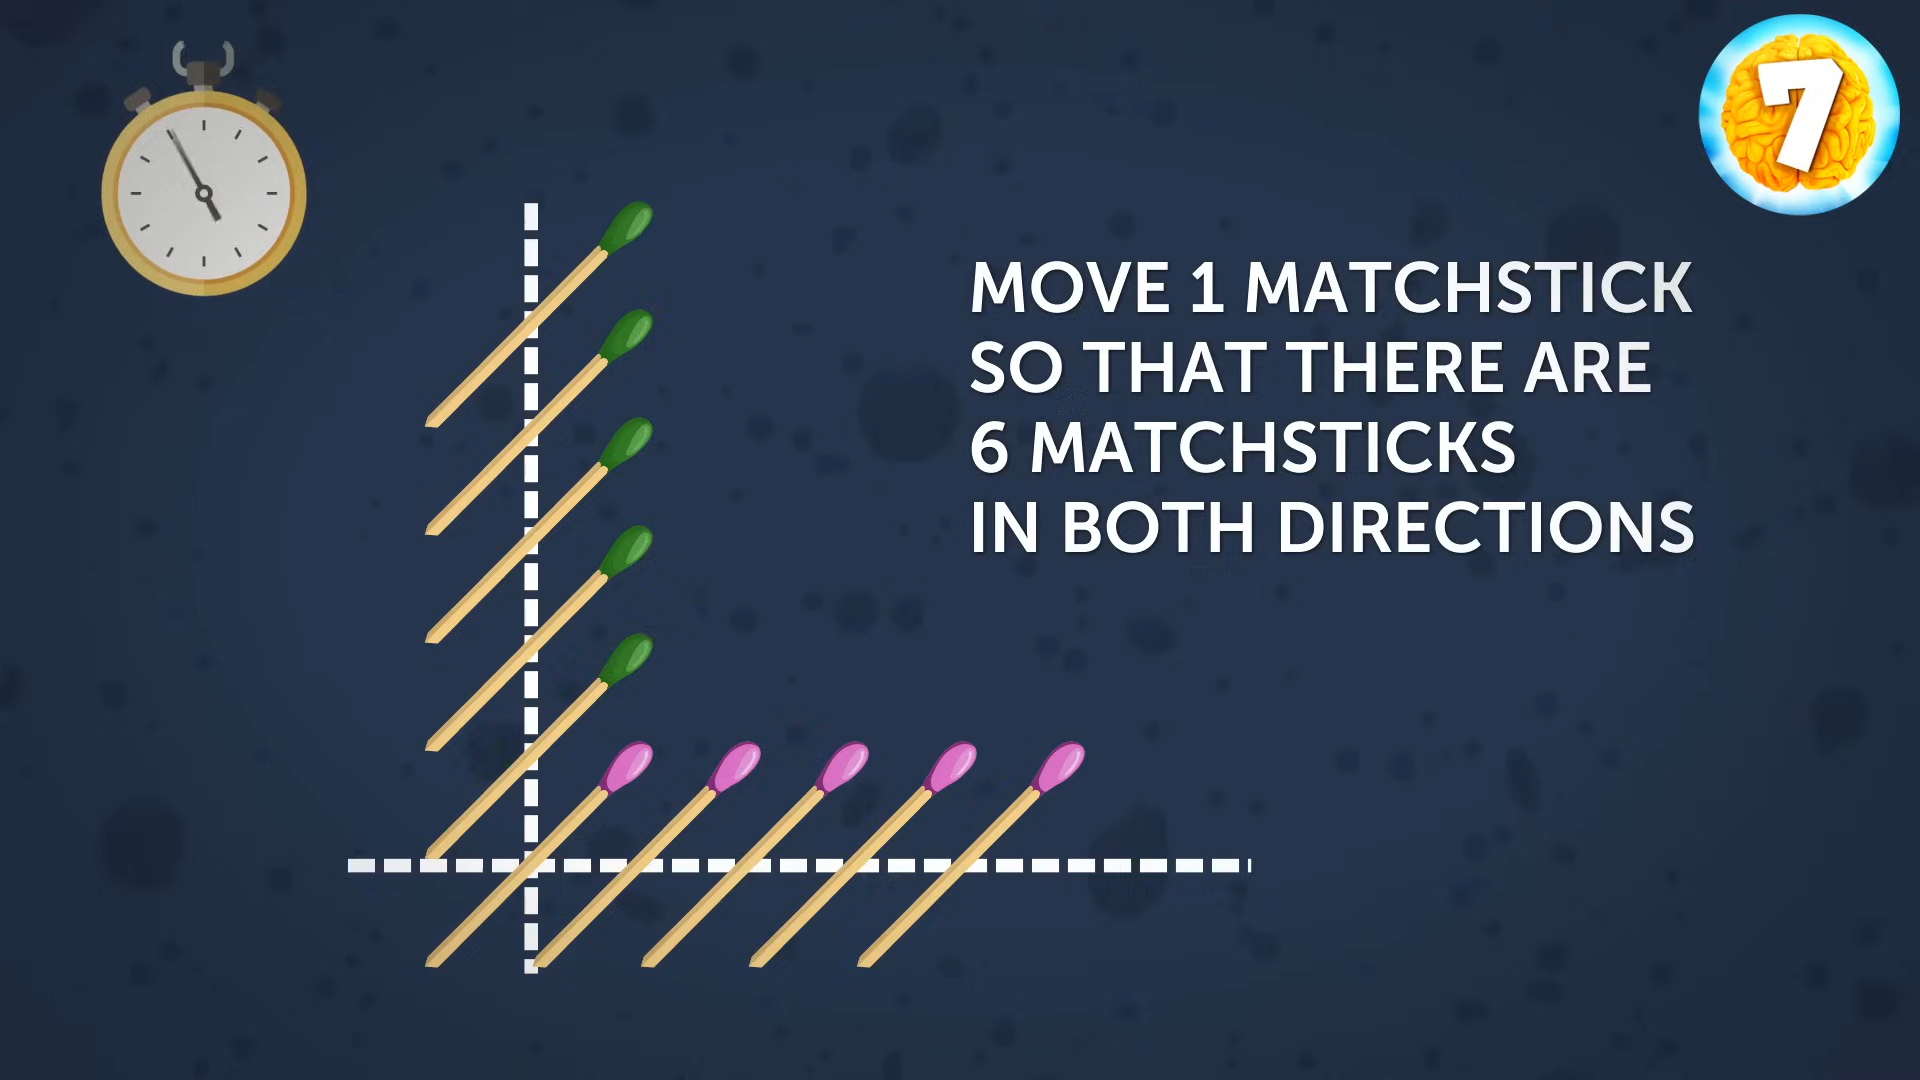 7
MOVE 1 MATCHSTICK
SO THAT THERE ARE
6 MATCHSTICKS
IN BOTH DIRECTIONS